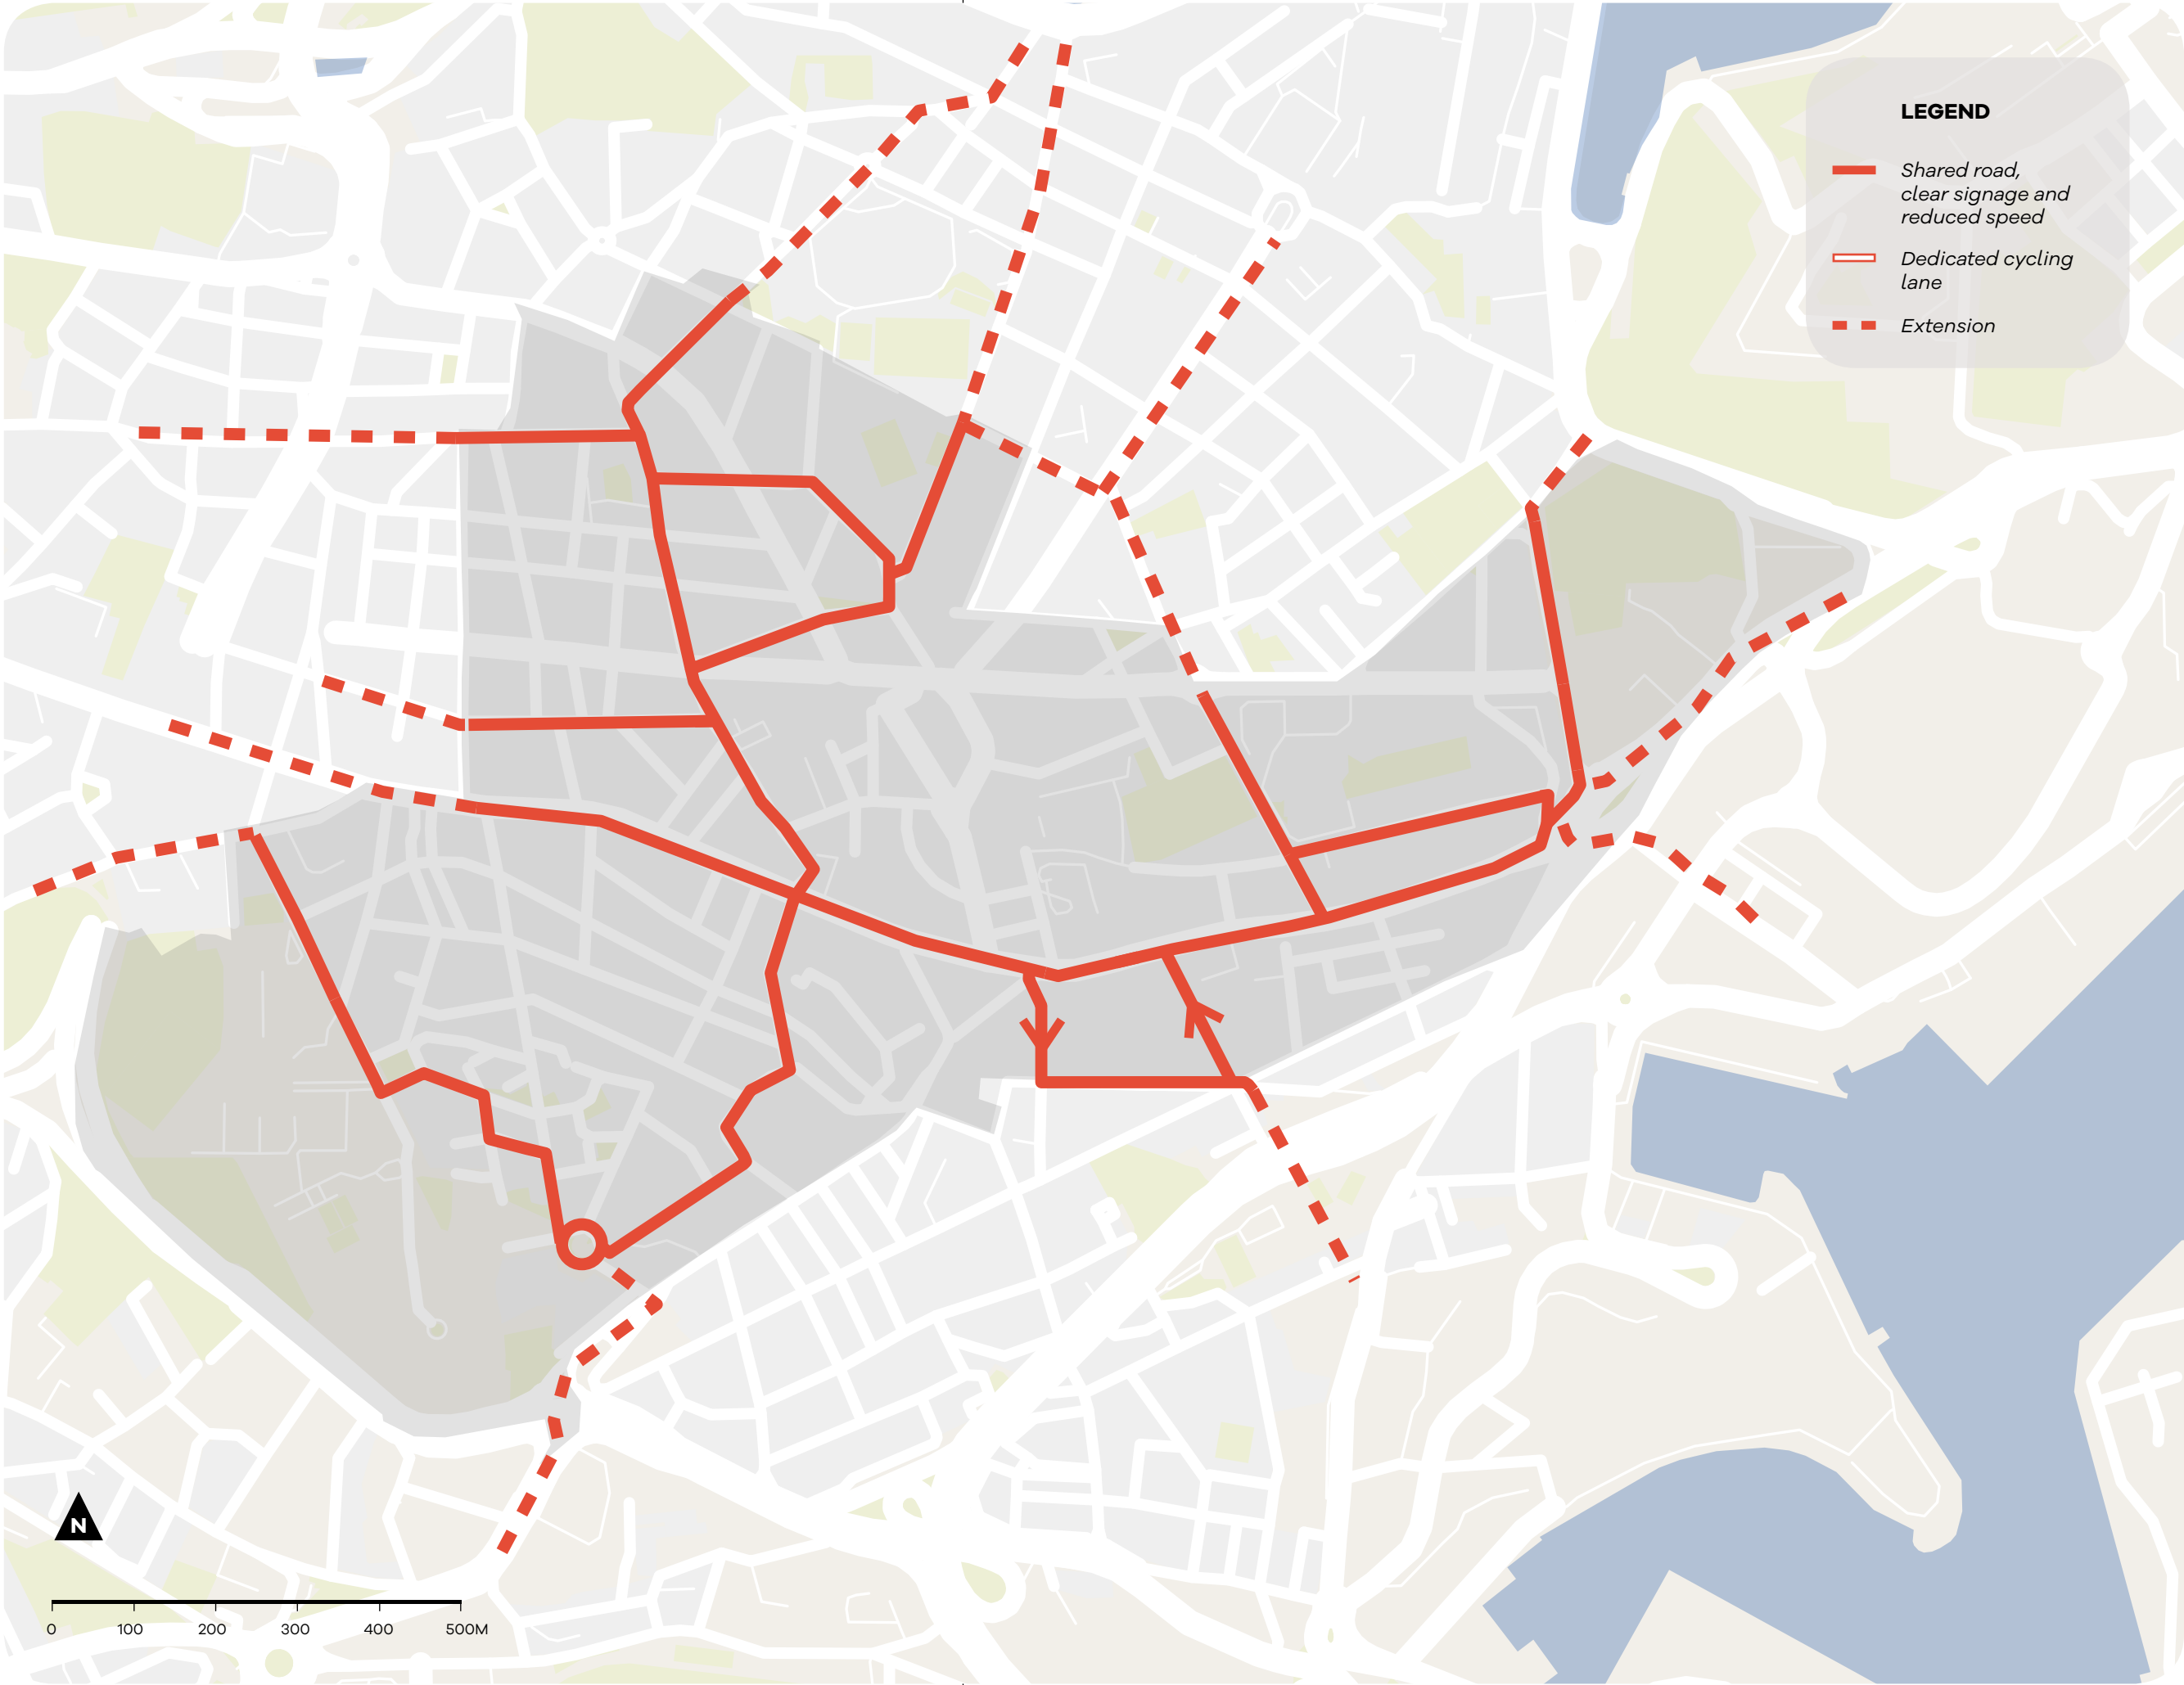 LEGEND
Shared road,
clear signage and
reduced speed
Dedicated cycling
lane
Extension
N
0 100 200 300 400 500M